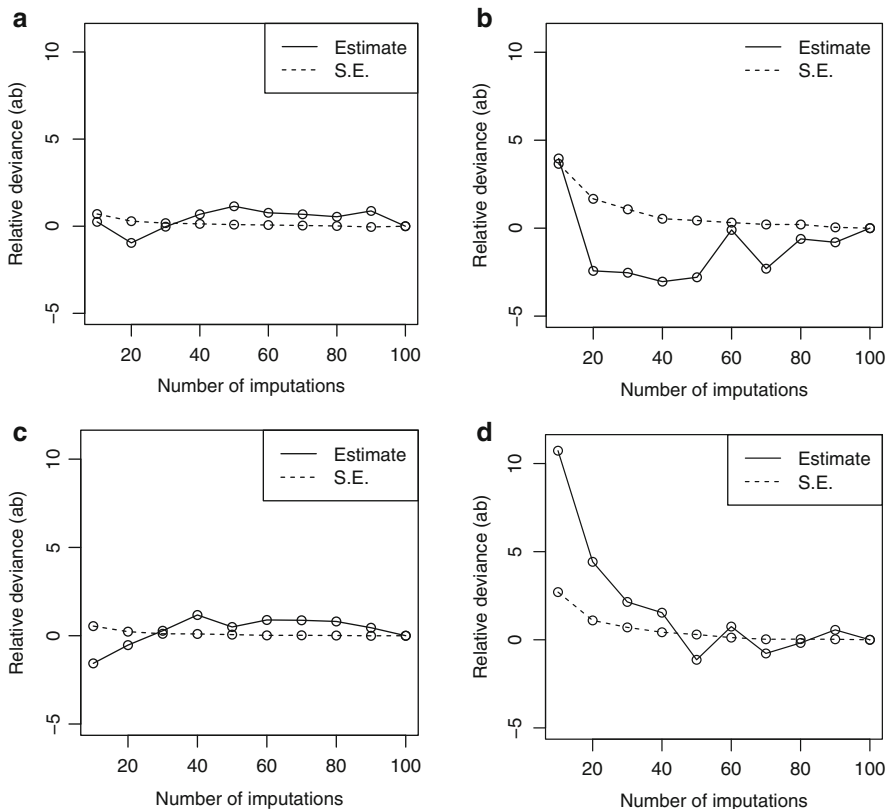 a
Relative deviance (ab)
10
5
0
−5
Estimate
S.E.
20 40 60 80 100
Number of imputations
b
Relative deviance (ab)
10
5
0
−5
Estimate
S.E.
20 40 60 80 100
Number of imputations
c
Relative deviance (ab)
10
5
0
−5
Estimate
S.E.
20 40 60 80 100
Number of imputations
d
Relative deviance (ab)
10
5
0
−5
Estimate
S.E.
20 40 60 80 100
Number of imputations